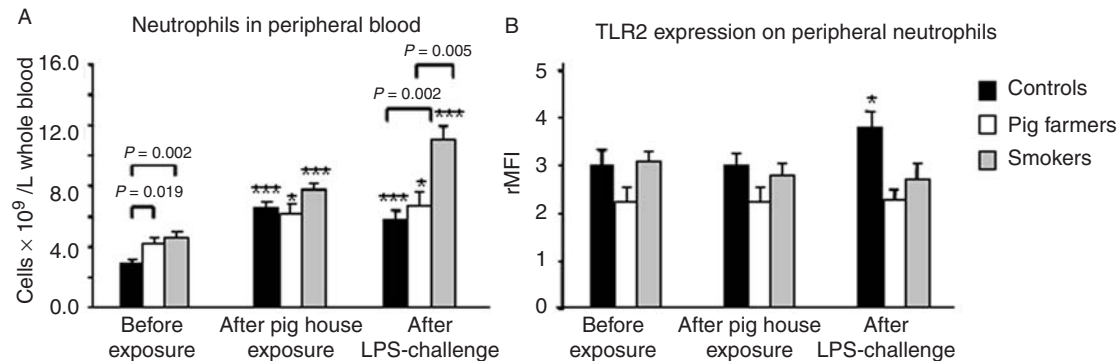 A
Neutrophils in peripheral blood
P = 0.005
P = 0.002
***
P = 0.002
P = 0.019
***
*
***
***
*
Cells × 10⁹ /L whole blood
16.0
12.0
8.0
4.0
0.0
Before exposure
After pig house exposure
After LPS-challenge
B
TLR2 expression on peripheral neutrophils
*
rMFI
5
4
3
2
1
0
Before exposure
After pig house exposure
After LPS-challenge
Controls
Pig farmers
Smokers